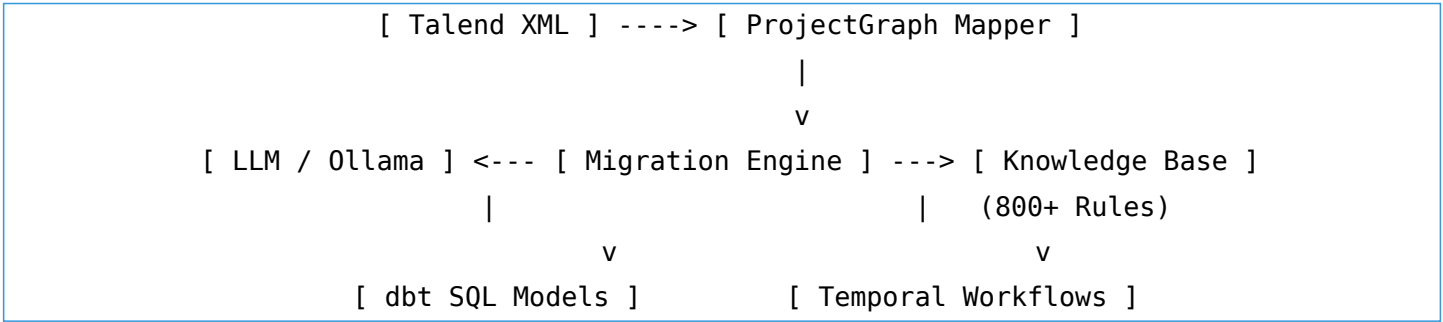 [ Talend XML ] ----> [ ProjectGraph Mapper ]
|
v
[ LLM / Ollama ] <--- [ Migration Engine ] ---> [ Knowledge Base ]
| | (800+ Rules)
v v
[ dbt SQL Models ] [ Temporal Workflows ]